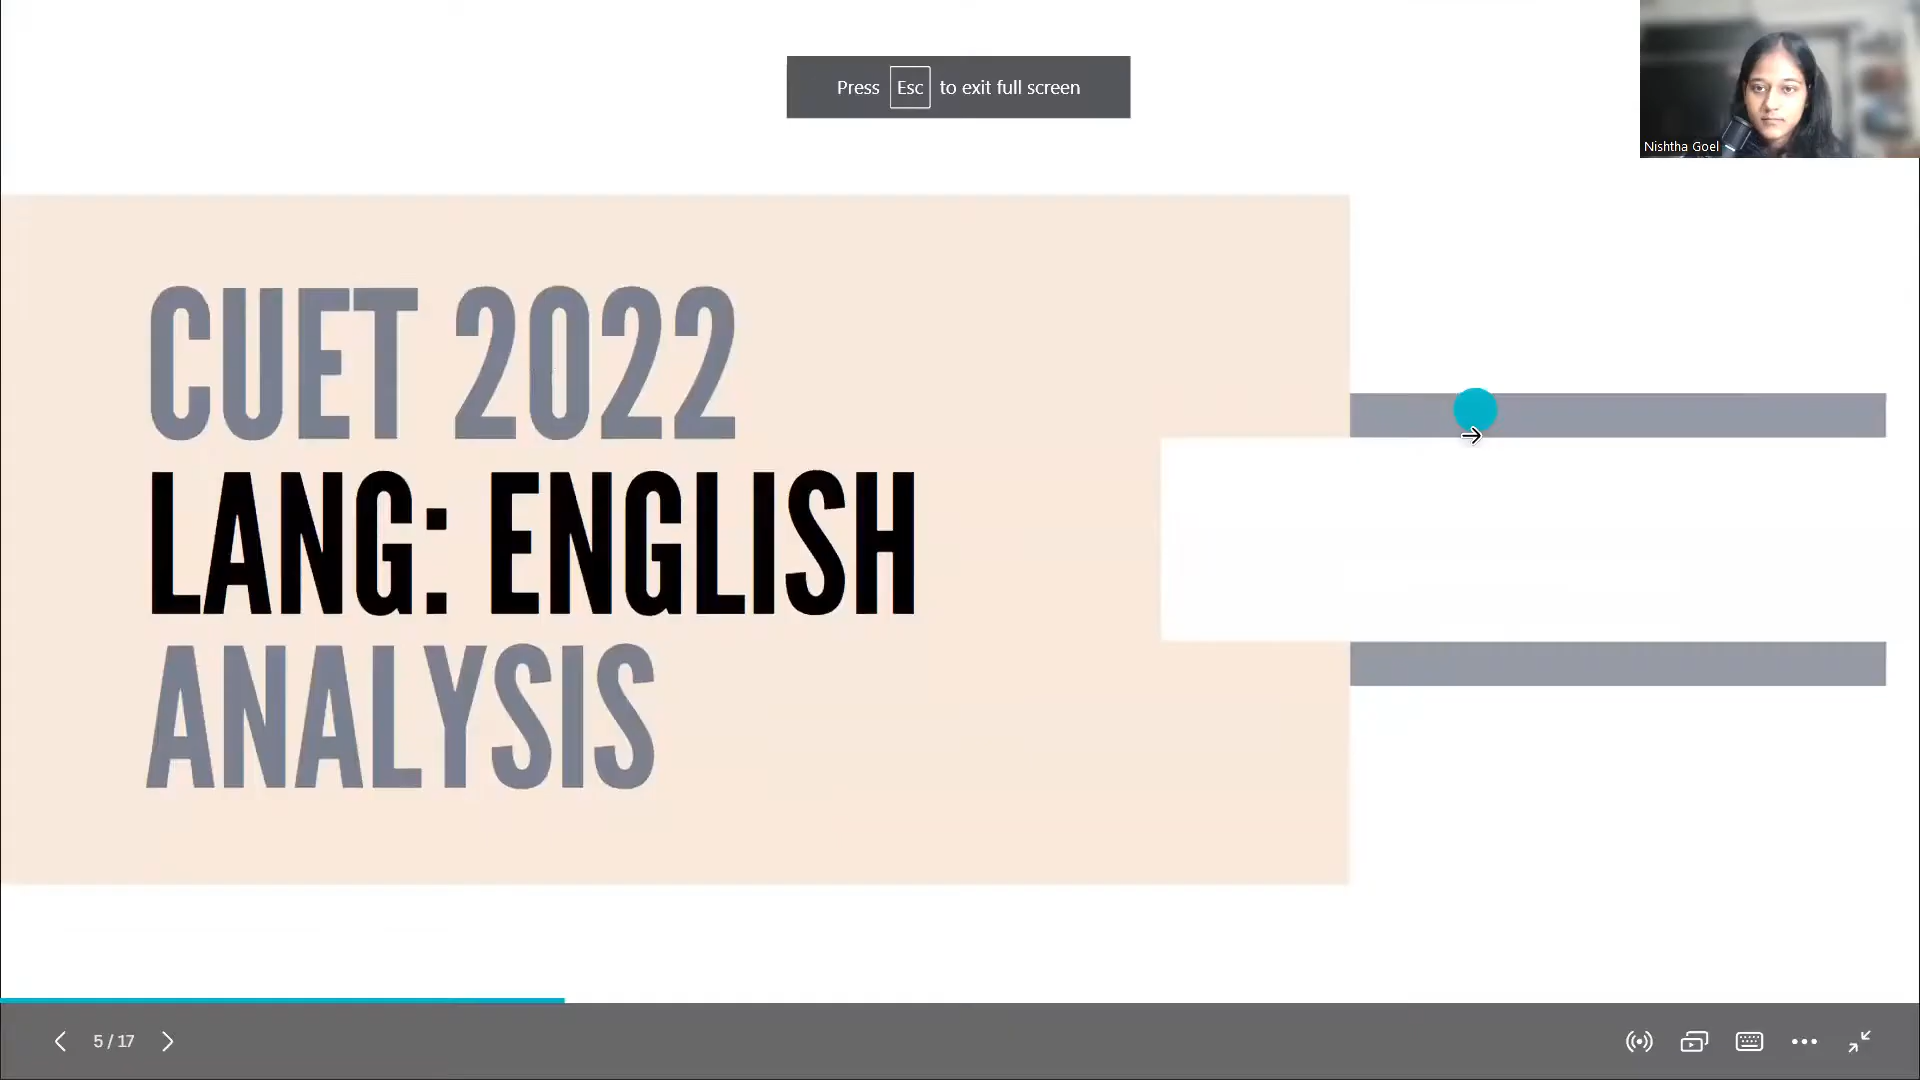 Press Esc to exit full screen
Nishtha Goel
CUET 2022
LANG: ENGLISH
ANALYSIS
5 / 17